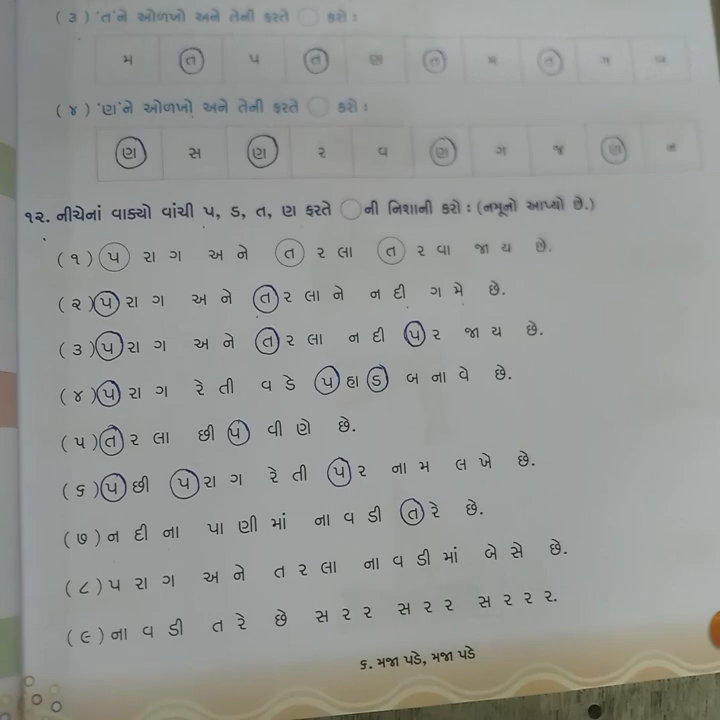 (૩) 'ત'ને ઓળખો અને તેની ફરતે ◯ કરો :
મ ત પ ત ણ ત મ ત ગ
(૪) 'ણ'ને ઓળખો અને તેની ફરતે ◯ કરો :
ણ સ ણ ર વ ણ ગ જ ણ ન
૧૨. નીચેનાં વાક્યો વાંચી પ, ડ, ત, ણ ફરતે ◯ની નિશાની કરો : (નમૂનો આપ્યો છે.)
(૧) પ રા ગ અ ને ત ર લા ત ર વા જા ય છે.
(૨) પ રા ગ અ ને ત ર લા ને ન દી ગ મે છે.
(૩) પ રા ગ અ ને ત ર લા ન દી પ ર જા ય છે.
(૪) પ રા ગ રે તી વ ડે પ હા ડ બ ના વે છે.
(૫) ત ર લા છી પ વી ણે છે.
(૬) પ છી પ રા ગ રે તી પ ર ના મ લ ખે છે.
(૭) ન દી ના પા ણી માં ના વ ડી ત રે છે.
(૮) પ રા ગ અ ને ત ર લા ના વ ડી માં બે સે છે.
(૯) ના વ ડી ત રે છે સ ર ર સ ર ર સ ર ર ર.
૬. મજા પડે, મજા પડે